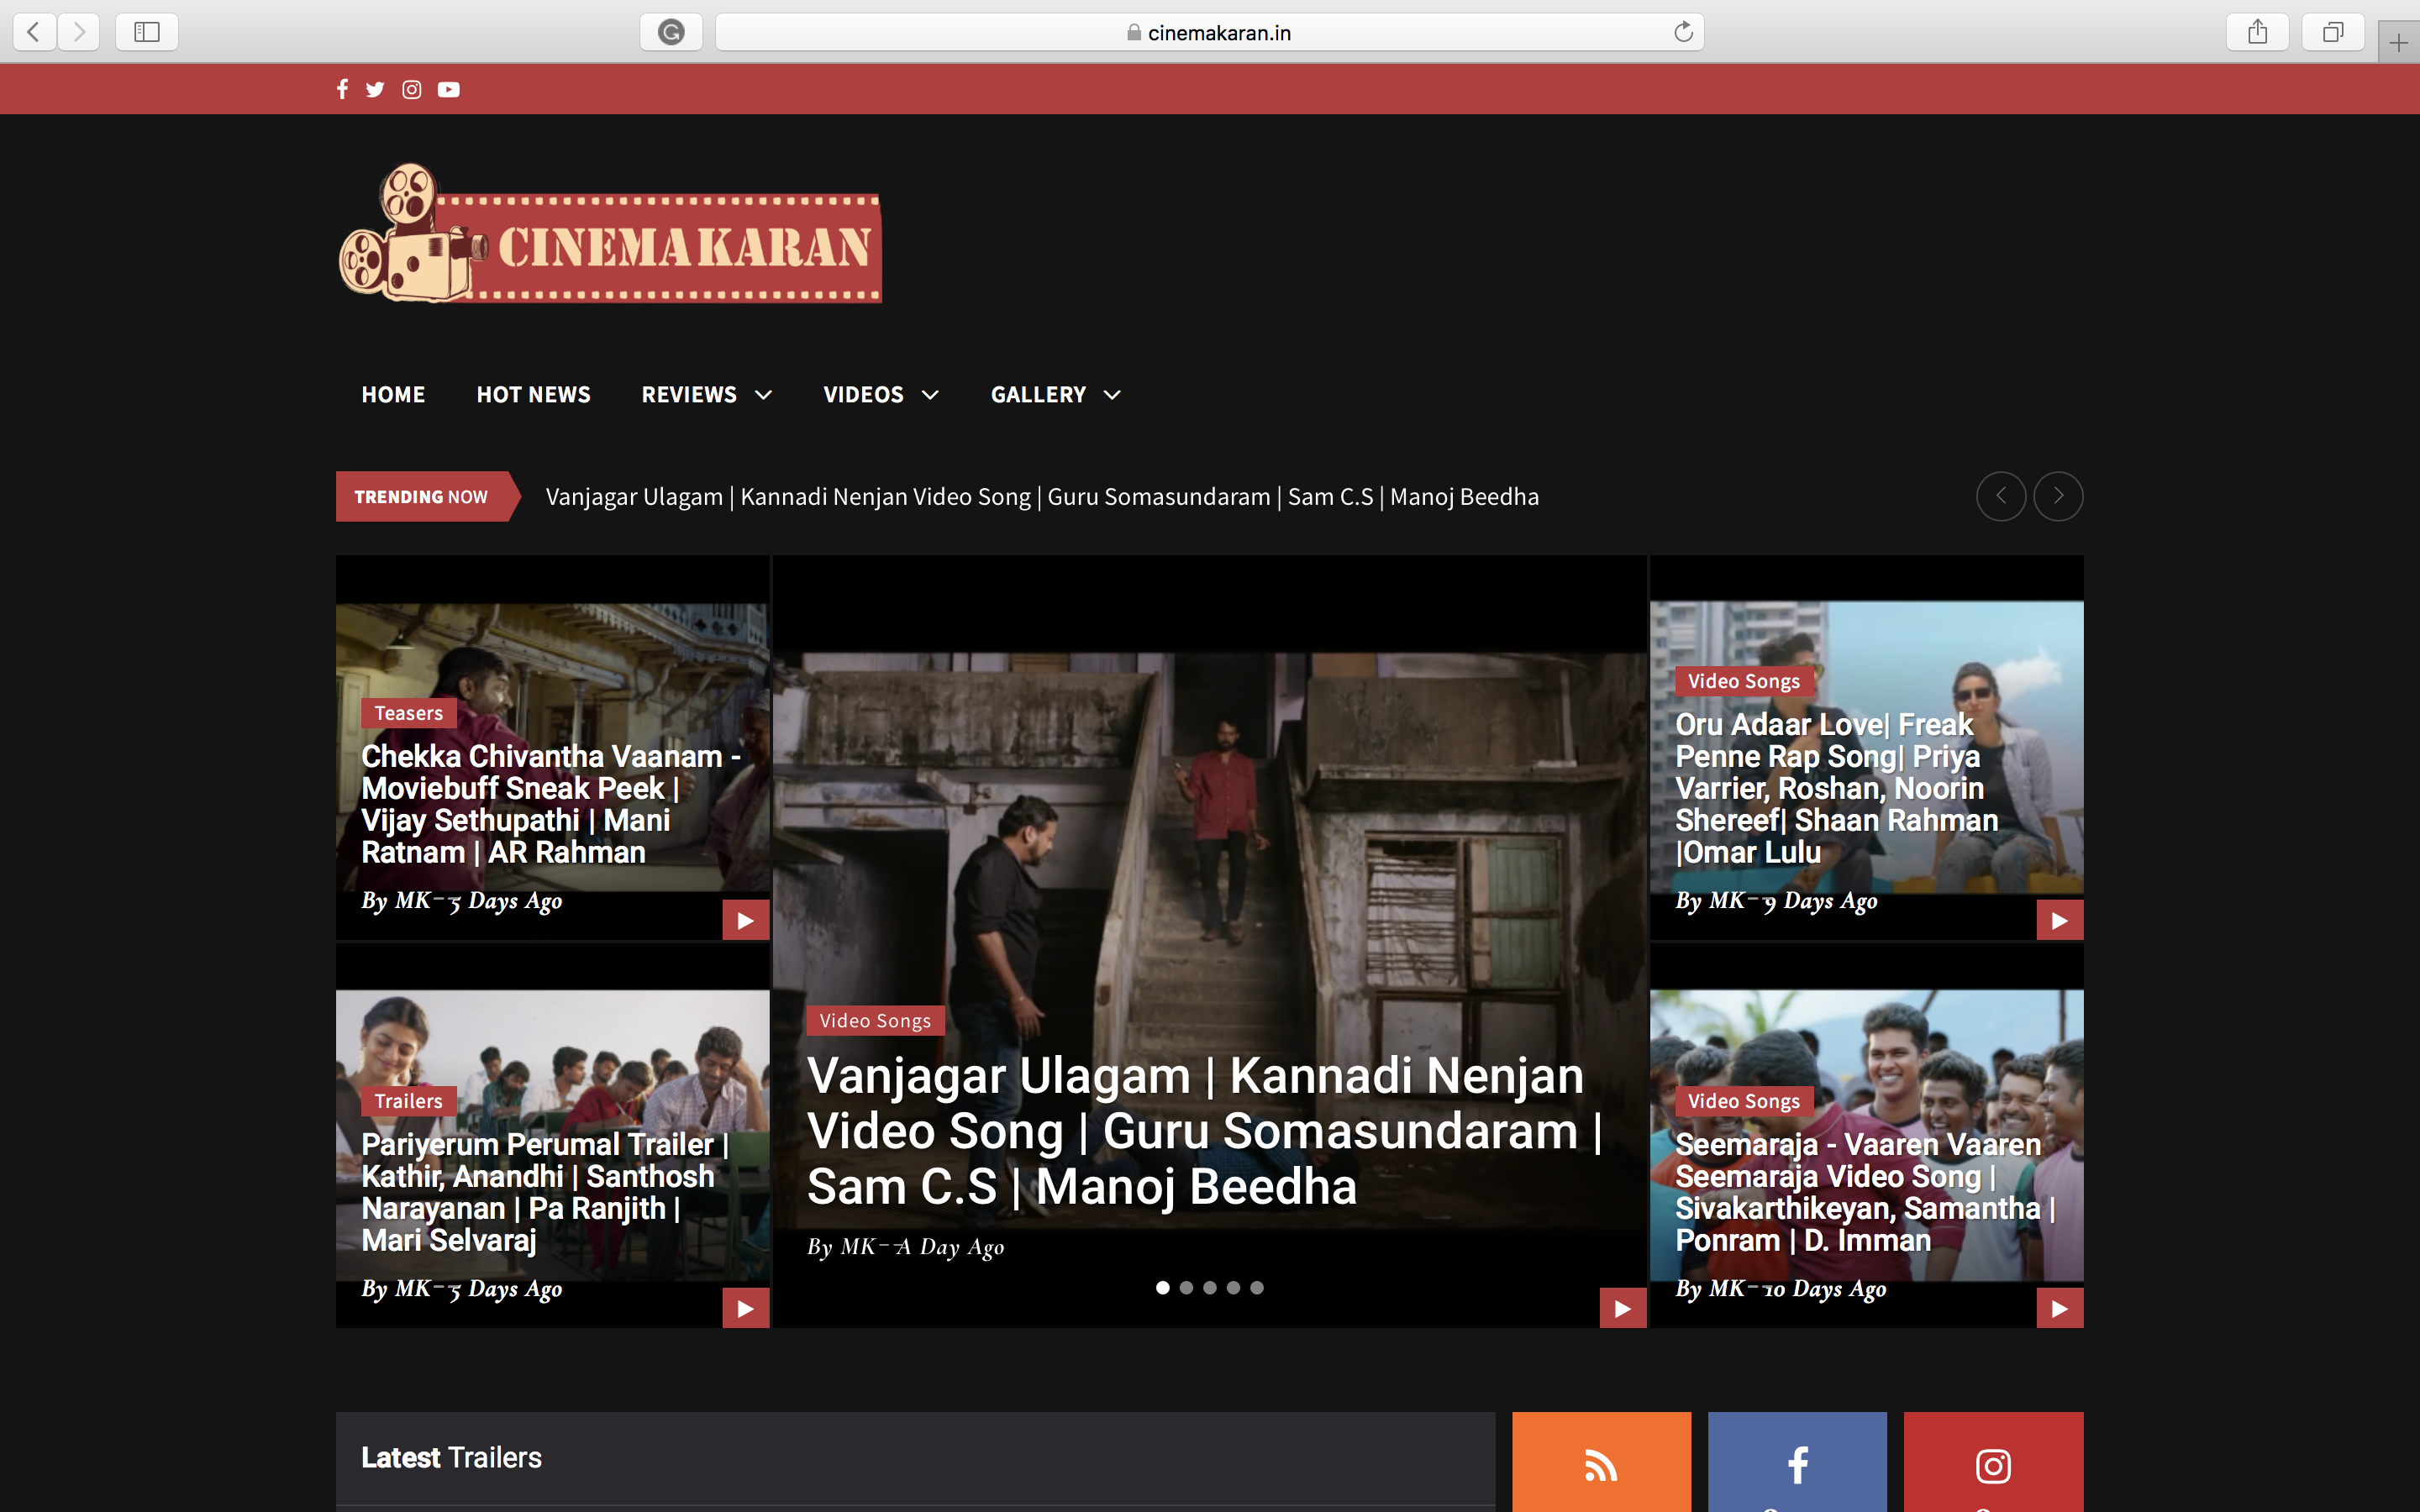 cinemakaran.in
CINEMAKARAN
HOME HOT NEWS REVIEWS VIDEOS GALLERY
TRENDING NOW Vanjagar Ulagam | Kannadi Nenjan Video Song | Guru Somasundaram | Sam C.S | Manoj Beedha
Teasers
Chekka Chivantha Vaanam -
Moviebuff Sneak Peek |
Vijay Sethupathi | Mani
Ratnam | AR Rahman
By MK – 5 Days Ago
Trailers
Pariyerum Perumal Trailer |
Kathir, Anandhi | Santhosh
Narayanan | Pa Ranjith |
Mari Selvaraj
By MK – 5 Days Ago
Video Songs
Vanjagar Ulagam | Kannadi Nenjan
Video Song | Guru Somasundaram |
Sam C.S | Manoj Beedha
By MK – A Day Ago
Video Songs
Oru Adaar Love| Freak
Penne Rap Song| Priya
Varrier, Roshan, Noorin
Shereef| Shaan Rahman
|Omar Lulu
By MK – 9 Days Ago
Video Songs
Seemaraja - Vaaren Vaaren
Seemaraja Video Song |
Sivakarthikeyan, Samantha |
Ponram | D. Imman
By MK – 10 Days Ago
Latest Trailers